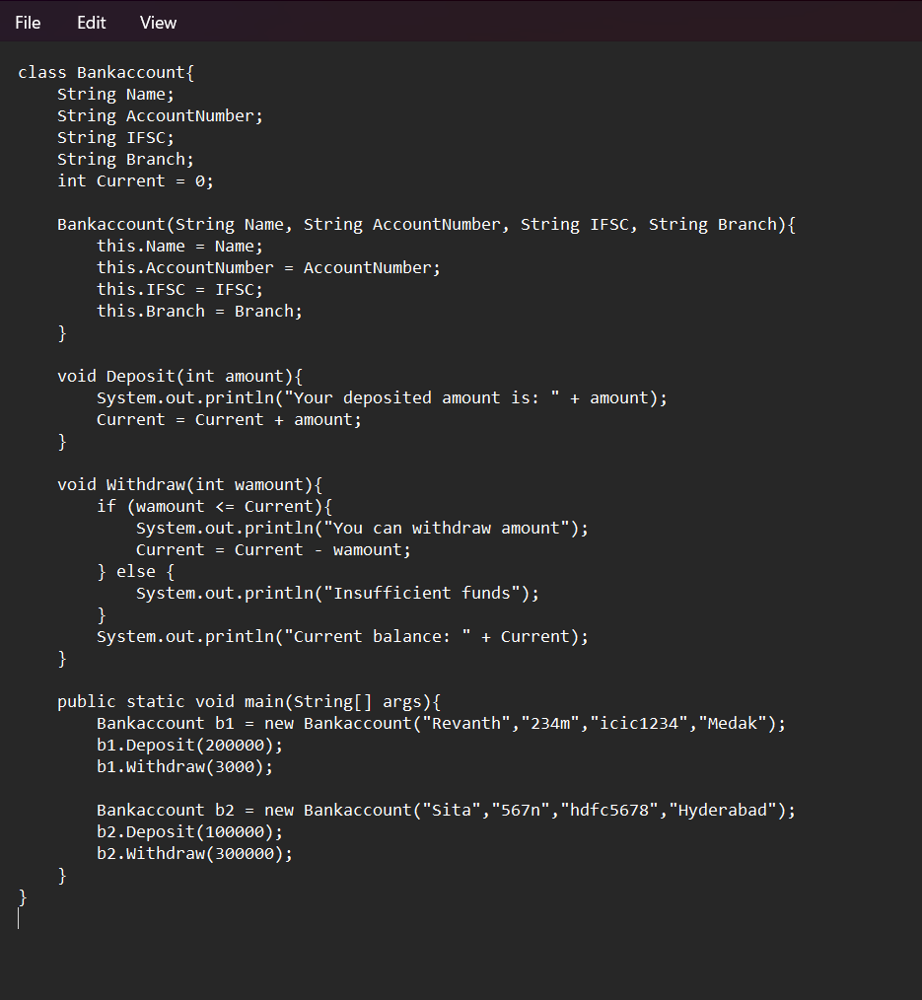 File Edit View
class Bankaccount{
    String Name;
    String AccountNumber;
    String IFSC;
    String Branch;
    int Current = 0;

    Bankaccount(String Name, String AccountNumber, String IFSC, String Branch){
        this.Name = Name;
        this.AccountNumber = AccountNumber;
        this.IFSC = IFSC;
        this.Branch = Branch;
    }

    void Deposit(int amount){
        System.out.println("Your deposited amount is: " + amount);
        Current = Current + amount;
    }

    void Withdraw(int wamount){
        if (wamount <= Current){
            System.out.println("You can withdraw amount");
            Current = Current - wamount;
        } else {
            System.out.println("Insufficient funds");
        }
        System.out.println("Current balance: " + Current);
    }

    public static void main(String[] args){
        Bankaccount b1 = new Bankaccount("Revanth","234m","icic1234","Medak");
        b1.Deposit(200000);
        b1.Withdraw(3000);

        Bankaccount b2 = new Bankaccount("Sita","567n","hdfc5678","Hyderabad");
        b2.Deposit(100000);
        b2.Withdraw(300000);
    }
}